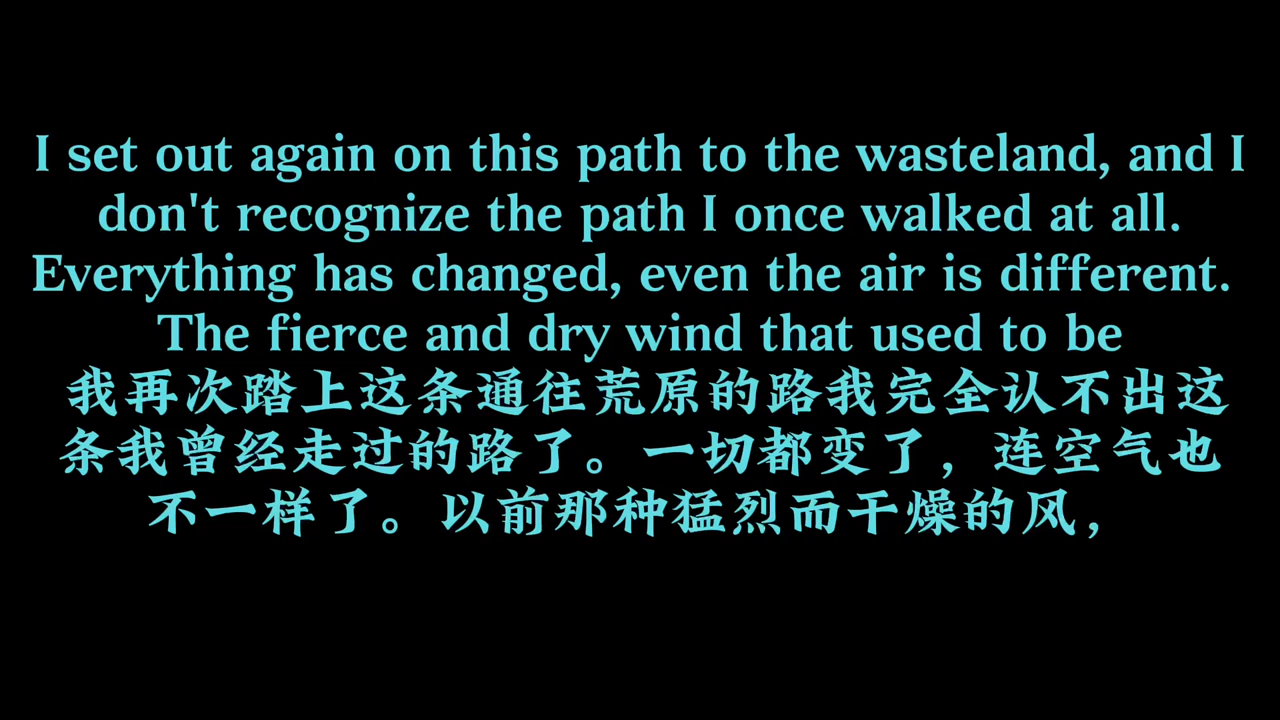 I set out again on this path to the wasteland, and I
don't recognize the path I once walked at all.
Everything has changed, even the air is different.
The fierce and dry wind that used to be
我再次踏上这条通往荒原的路我完全认不出这
条我曾经走过的路了。一切都变了，连空气也
不一样了。以前那种猛烈而干燥的风，